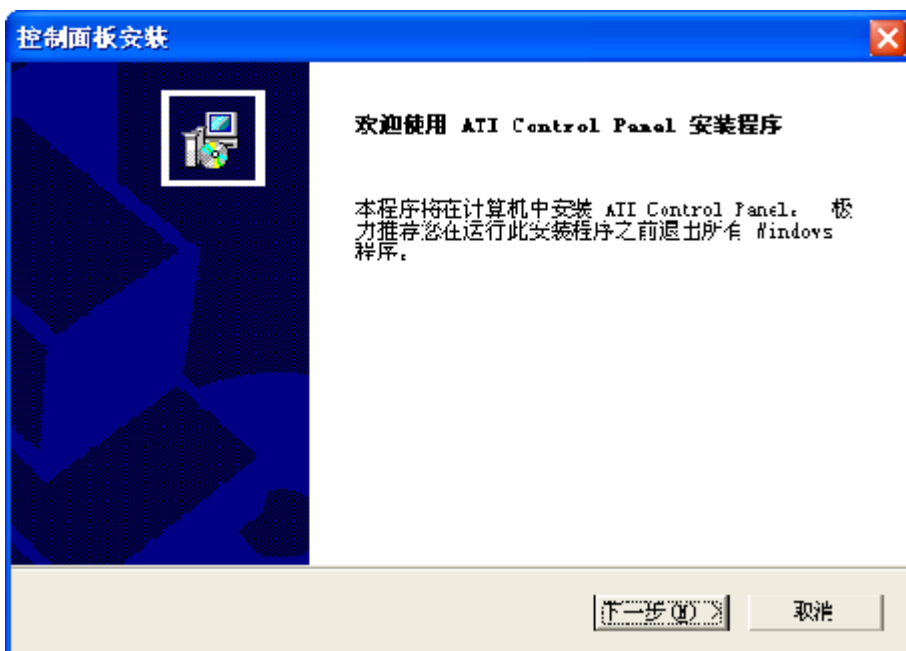 控制面板安装
欢迎使用 ATI Control Panel 安装程序
本程序将在计算机中安装 ATI Control Panel。 极
力推荐您在运行此安装程序之前退出所有 Windows
程序。
下一步(N) >
取消